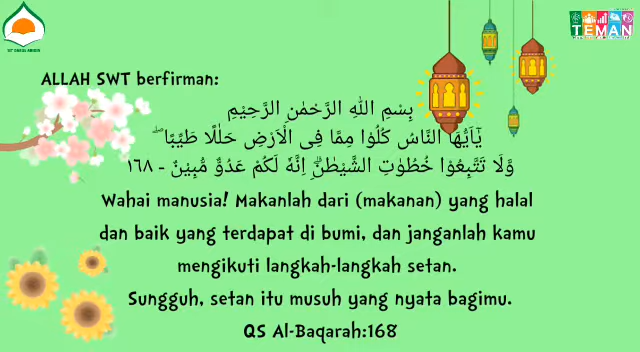 TEMAN
ALLAH SWT berfirman:
بِسْمِ اللّٰهِ الرَّحْمٰنِ الرَّحِيْمِ
يٰٓاَيُّهَا النَّاسُ كُلُوْا مِمَّا فِى الْاَرْضِ حَلٰلًا طَيِّبًا ۖ
وَّلَا تَتَّبِعُوْا خُطُوٰتِ الشَّيْطٰنِۗ اِنَّهٗ لَكُمْ عَدُوٌّ مُّبِيْنٌ - ١٦٨
Wahai manusia! Makanlah dari (makanan) yang halal
dan baik yang terdapat di bumi, dan janganlah kamu
mengikuti langkah-langkah setan.
Sungguh, setan itu musuh yang nyata bagimu.
QS Al-Baqarah:168